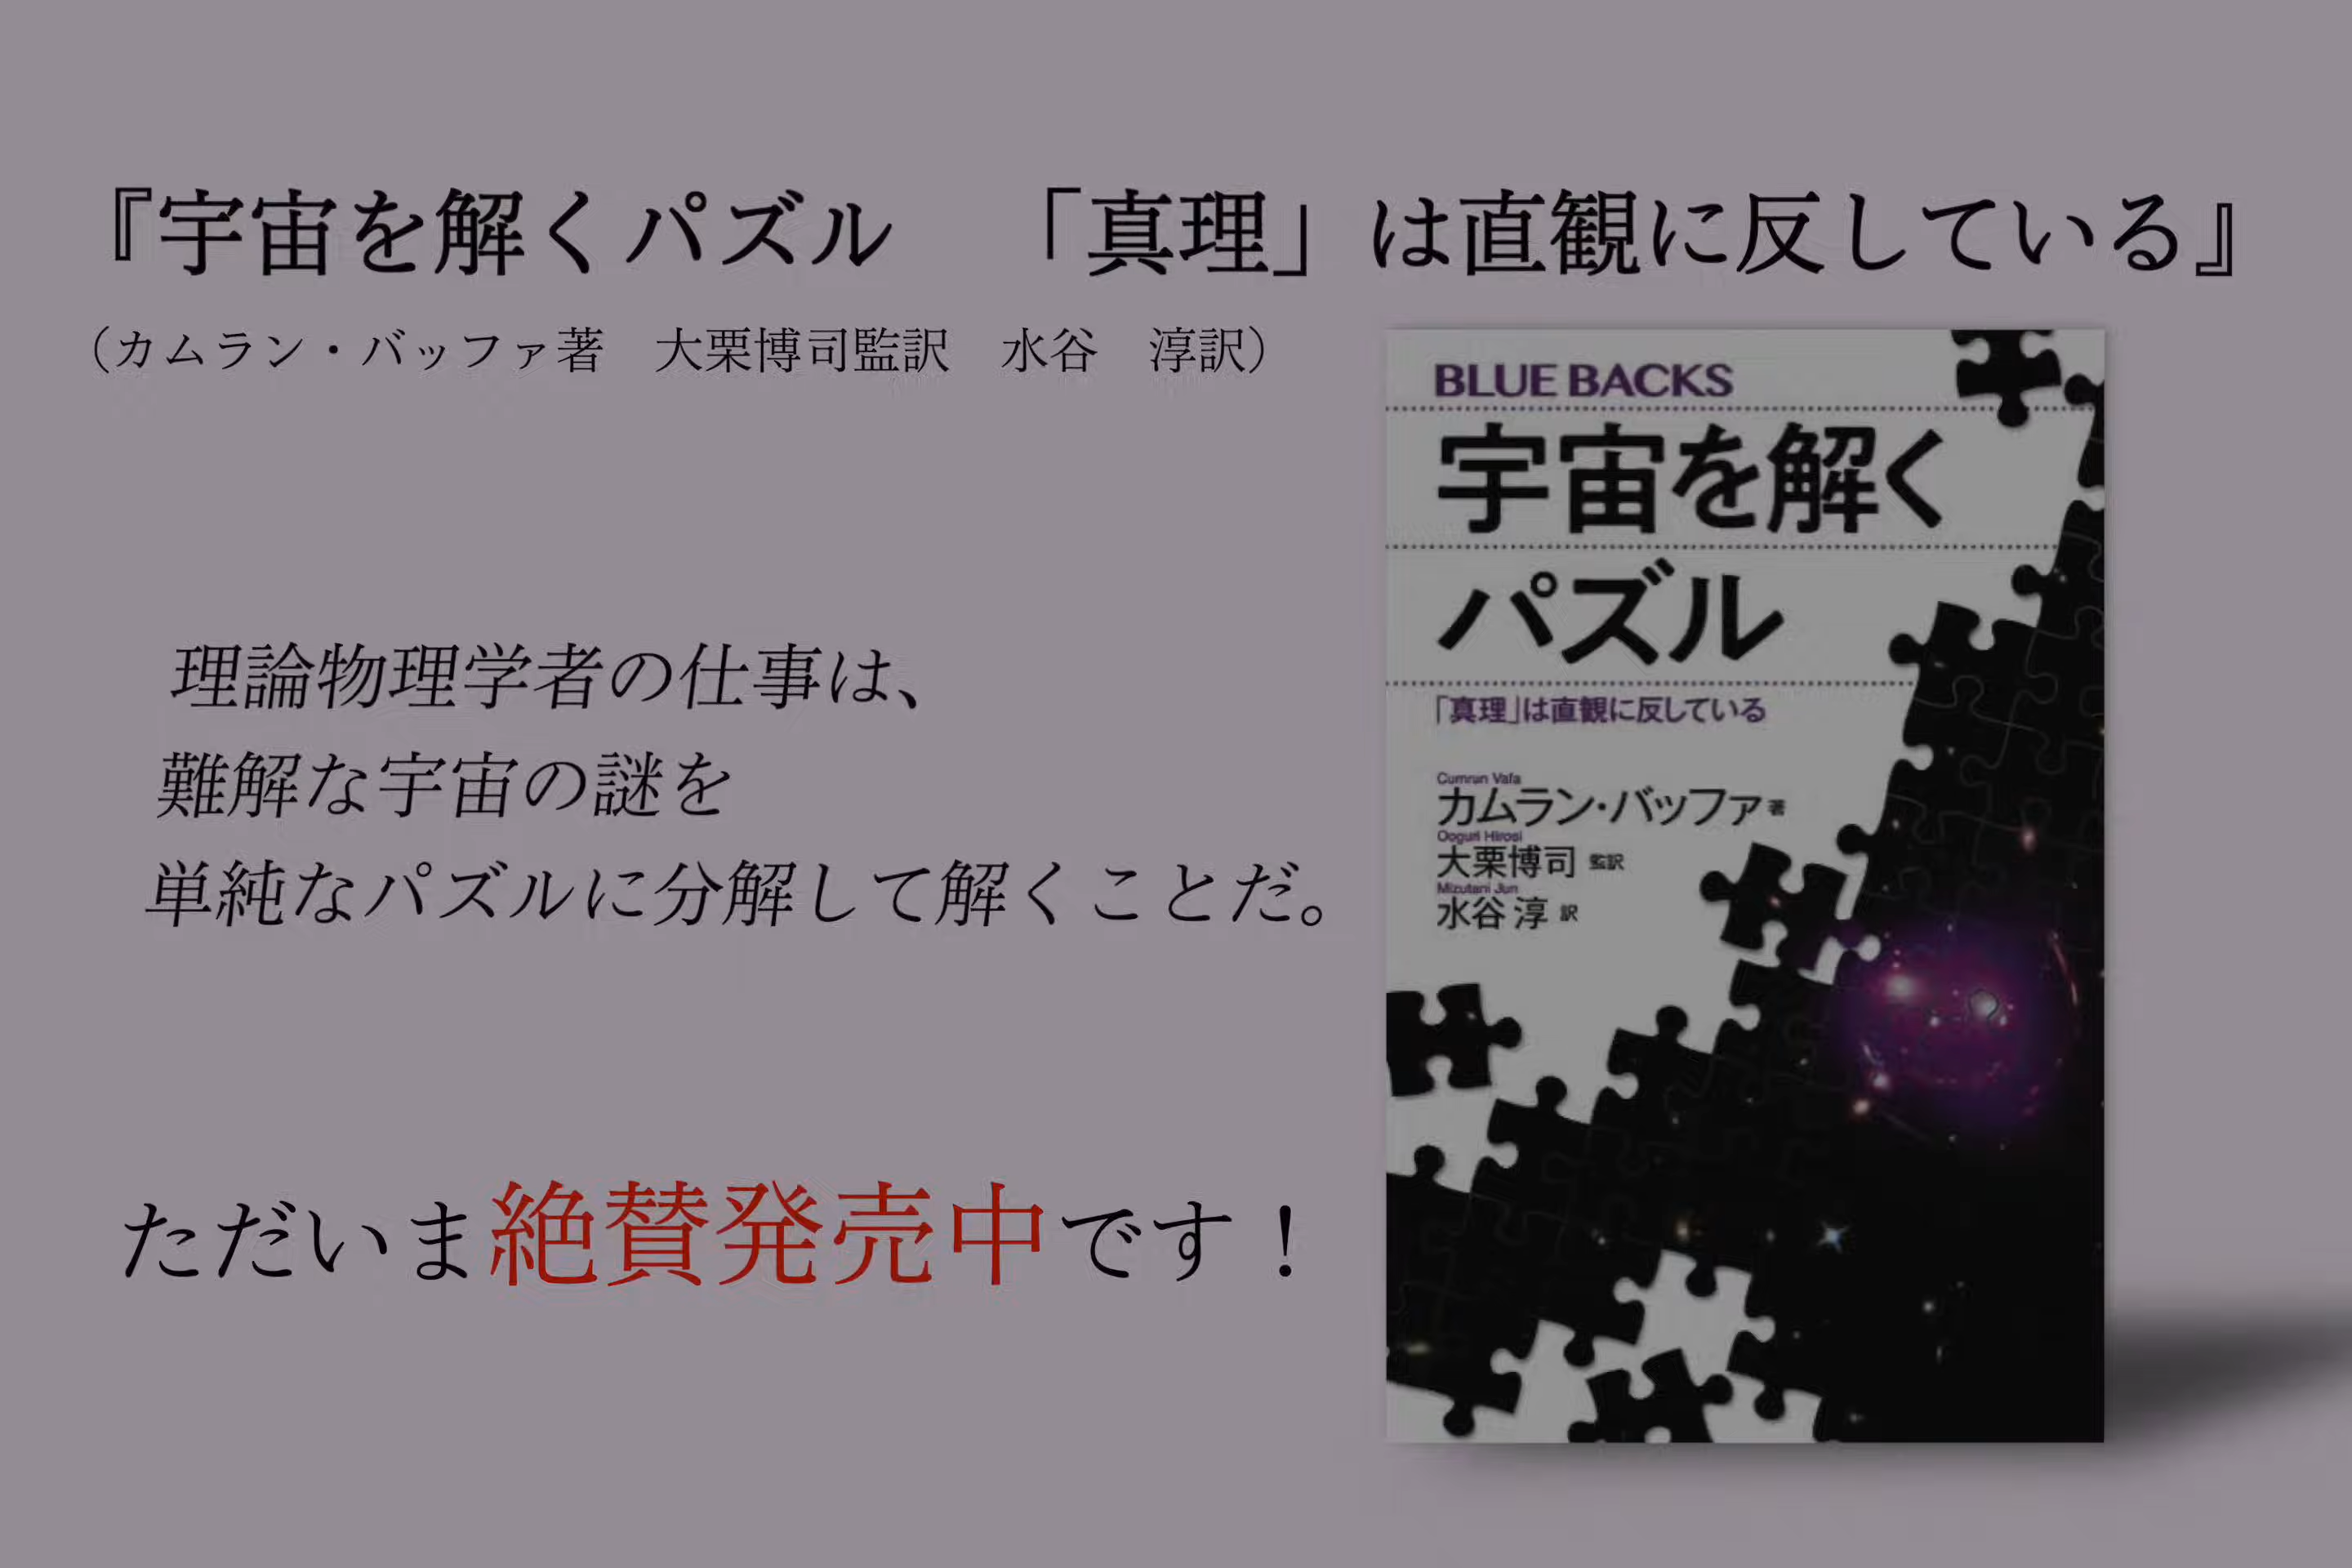 『宇宙を解くパズル　「真理」は直観に反している』
（カムラン・バッファ著　大栗博司監訳　水谷　淳訳）
理論物理学者の仕事は、
難解な宇宙の謎を
単純なパズルに分解して解くことだ。
ただいま絶賛発売中です！
BLUE BACKS
宇宙を解く
パズル
「真理」は直観に反している
Cumrun Vafa
カムラン・バッファ 著
Ooguri Hirosi
大栗博司 監訳
Mizutani Jun
水谷 淳 訳